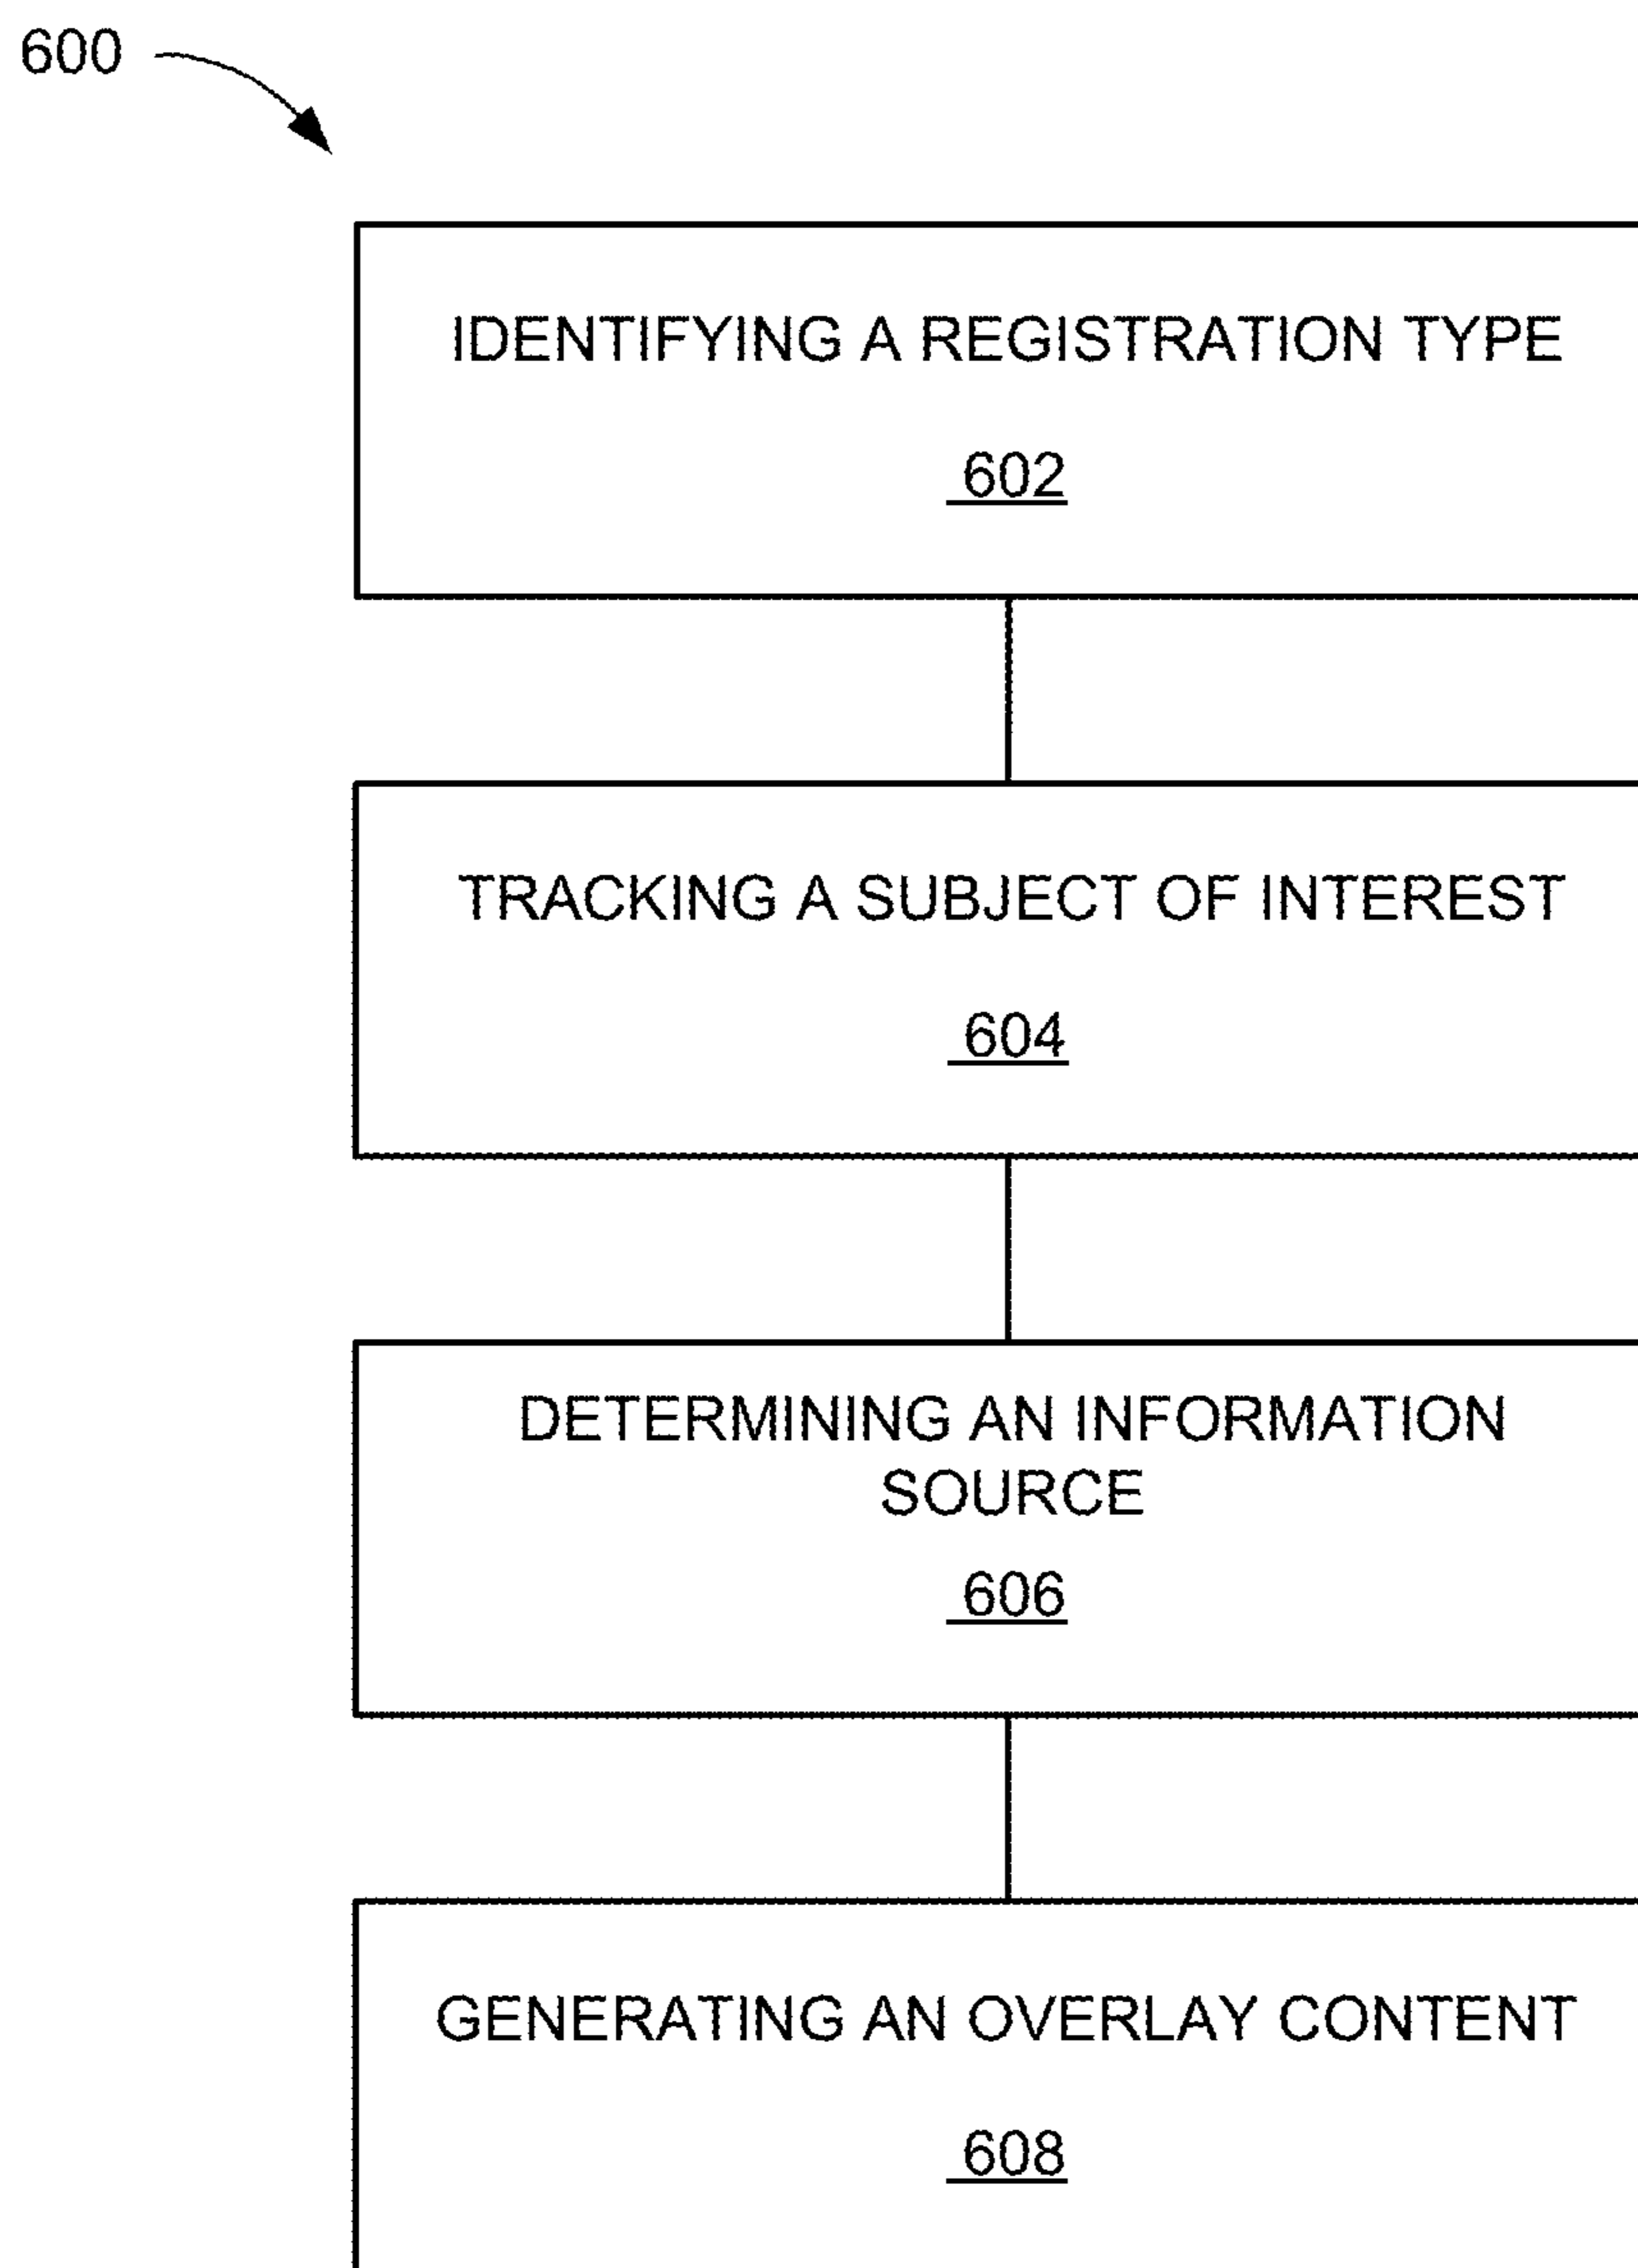 600
IDENTIFYING A REGISTRATION TYPE
602
TRACKING A SUBJECT OF INTEREST
604
DETERMINING AN INFORMATION
SOURCE
606
GENERATING AN OVERLAY CONTENT
608